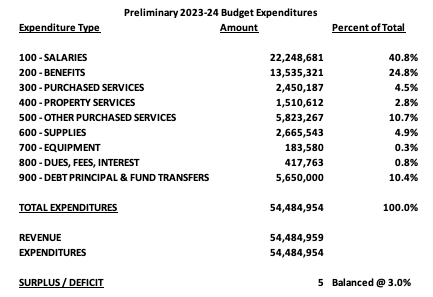 Preliminary 2023-24 Budget Expenditures
Expenditure Type Amount Percent of Total
100 - SALARIES 22,248,681 40.8%
200 - BENEFITS 13,535,321 24.8%
300 - PURCHASED SERVICES 2,450,187 4.5%
400 - PROPERTY SERVICES 1,510,612 2.8%
500 - OTHER PURCHASED SERVICES 5,823,267 10.7%
600 - SUPPLIES 2,665,543 4.9%
700 - EQUIPMENT 183,580 0.3%
800 - DUES, FEES, INTEREST 417,763 0.8%
900 - DEBT PRINCIPAL & FUND TRANSFERS 5,650,000 10.4%
TOTAL EXPENDITURES 54,484,954 100.0%
REVENUE 54,484,959
EXPENDITURES 54,484,954
SURPLUS / DEFICIT 5 Balanced @ 3.0%